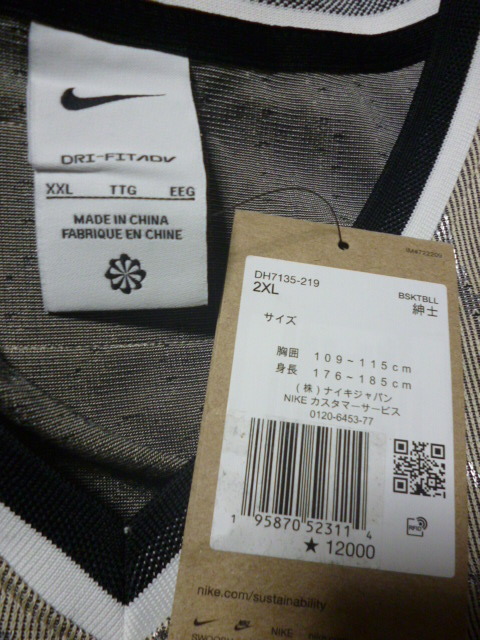 DRI-FIT ADV
XXL TTG EEG
MADE IN CHINA
FABRIQUE EN CHINE
DH7135-219
2XL
BSKTBLL
紳士
サイズ
胸囲 109~115cm
身長 176~185cm
(株)ナイキジャパン
NIKE カスタマーサービス
0120-6453-77
1 95870 52311 4
★ 12000
RFID
nike.com/sustainability
NIKE